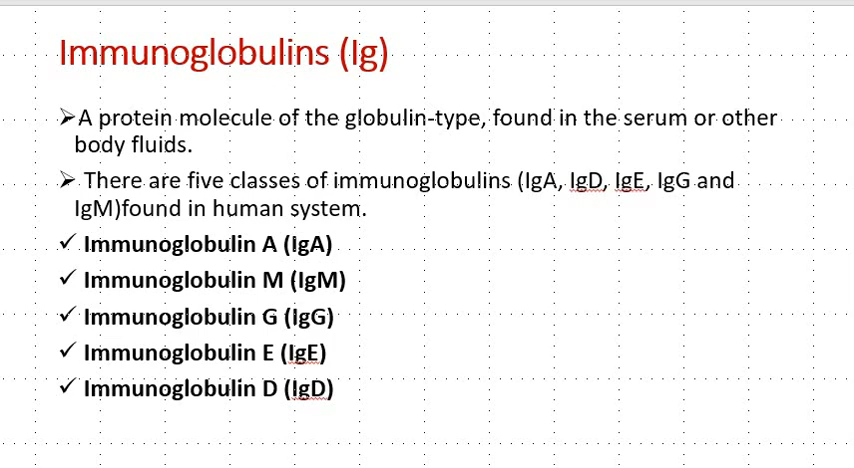 Immunoglobulins (Ig)
➢A protein molecule of the globulin-type, found in the serum or other
body fluids.
➢ There are five classes of immunoglobulins (IgA, IgD, IgE, IgG and
IgM)found in human system.
✓ Immunoglobulin A (IgA)
✓ Immunoglobulin M (IgM)
✓ Immunoglobulin G (IgG)
✓ Immunoglobulin E (IgE)
✓ Immunoglobulin D (IgD)